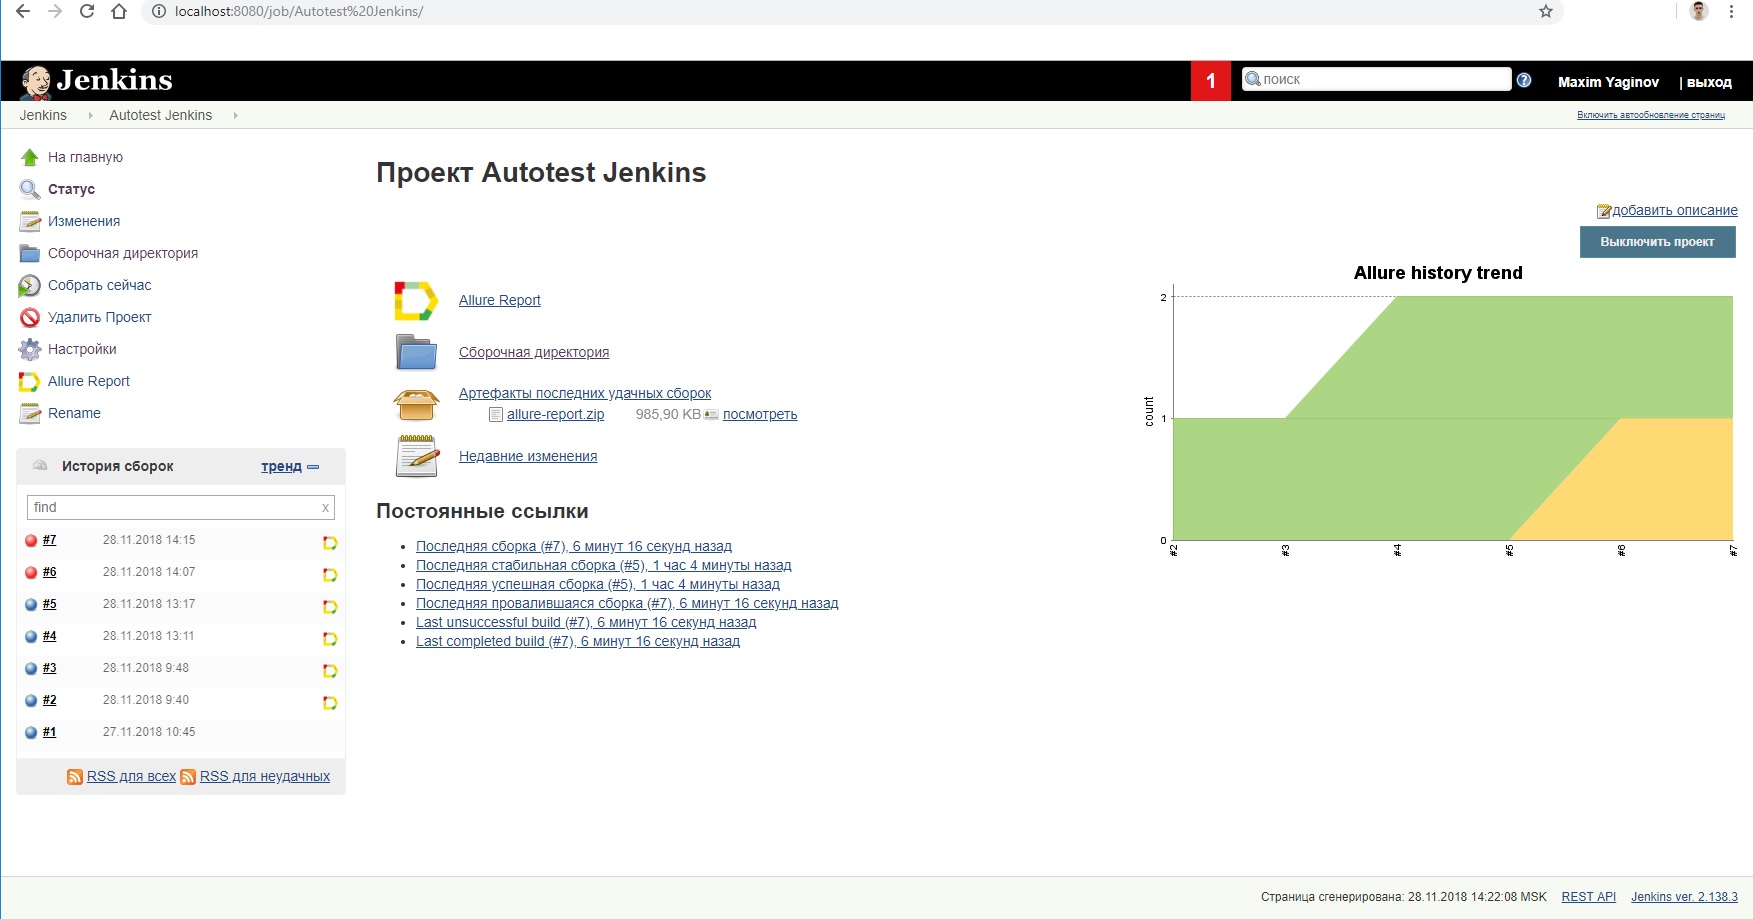 localhost:8080/job/Autotest%20Jenkins/
Jenkins
1
поиск
?
Maxim Yaginov
| выход
Jenkins
Autotest Jenkins
Включить автообновление страниц
На главную
Статус
Изменения
Сборочная директория
Собрать сейчас
Удалить Проект
Настройки
Allure Report
Rename
История сборок
тренд
find
x
#7 28.11.2018 14:15
#6 28.11.2018 14:07
#5 28.11.2018 13:17
#4 28.11.2018 13:11
#3 28.11.2018 9:48
#2 28.11.2018 9:40
#1 27.11.2018 10:45
RSS для всех RSS для неудачных
Проект Autotest Jenkins
добавить описание
Выключить проект
Allure Report
Сборочная директория
Артефакты последних удачных сборок
allure-report.zip 985,90 KB посмотреть
Недавние изменения
Постоянные ссылки
Последняя сборка (#7), 6 минут 16 секунд назад
Последняя стабильная сборка (#5), 1 час 4 минуты назад
Последняя успешная сборка (#5), 1 час 4 минуты назад
Последняя провалившаяся сборка (#7), 6 минут 16 секунд назад
Last unsuccessful build (#7), 6 минут 16 секунд назад
Last completed build (#7), 6 минут 16 секунд назад
Allure history trend
count
2
1
0
#2 #3 #4 #5 #6 #7
Страница сгенерирована: 28.11.2018 14:22:08 MSK REST API Jenkins ver. 2.138.3